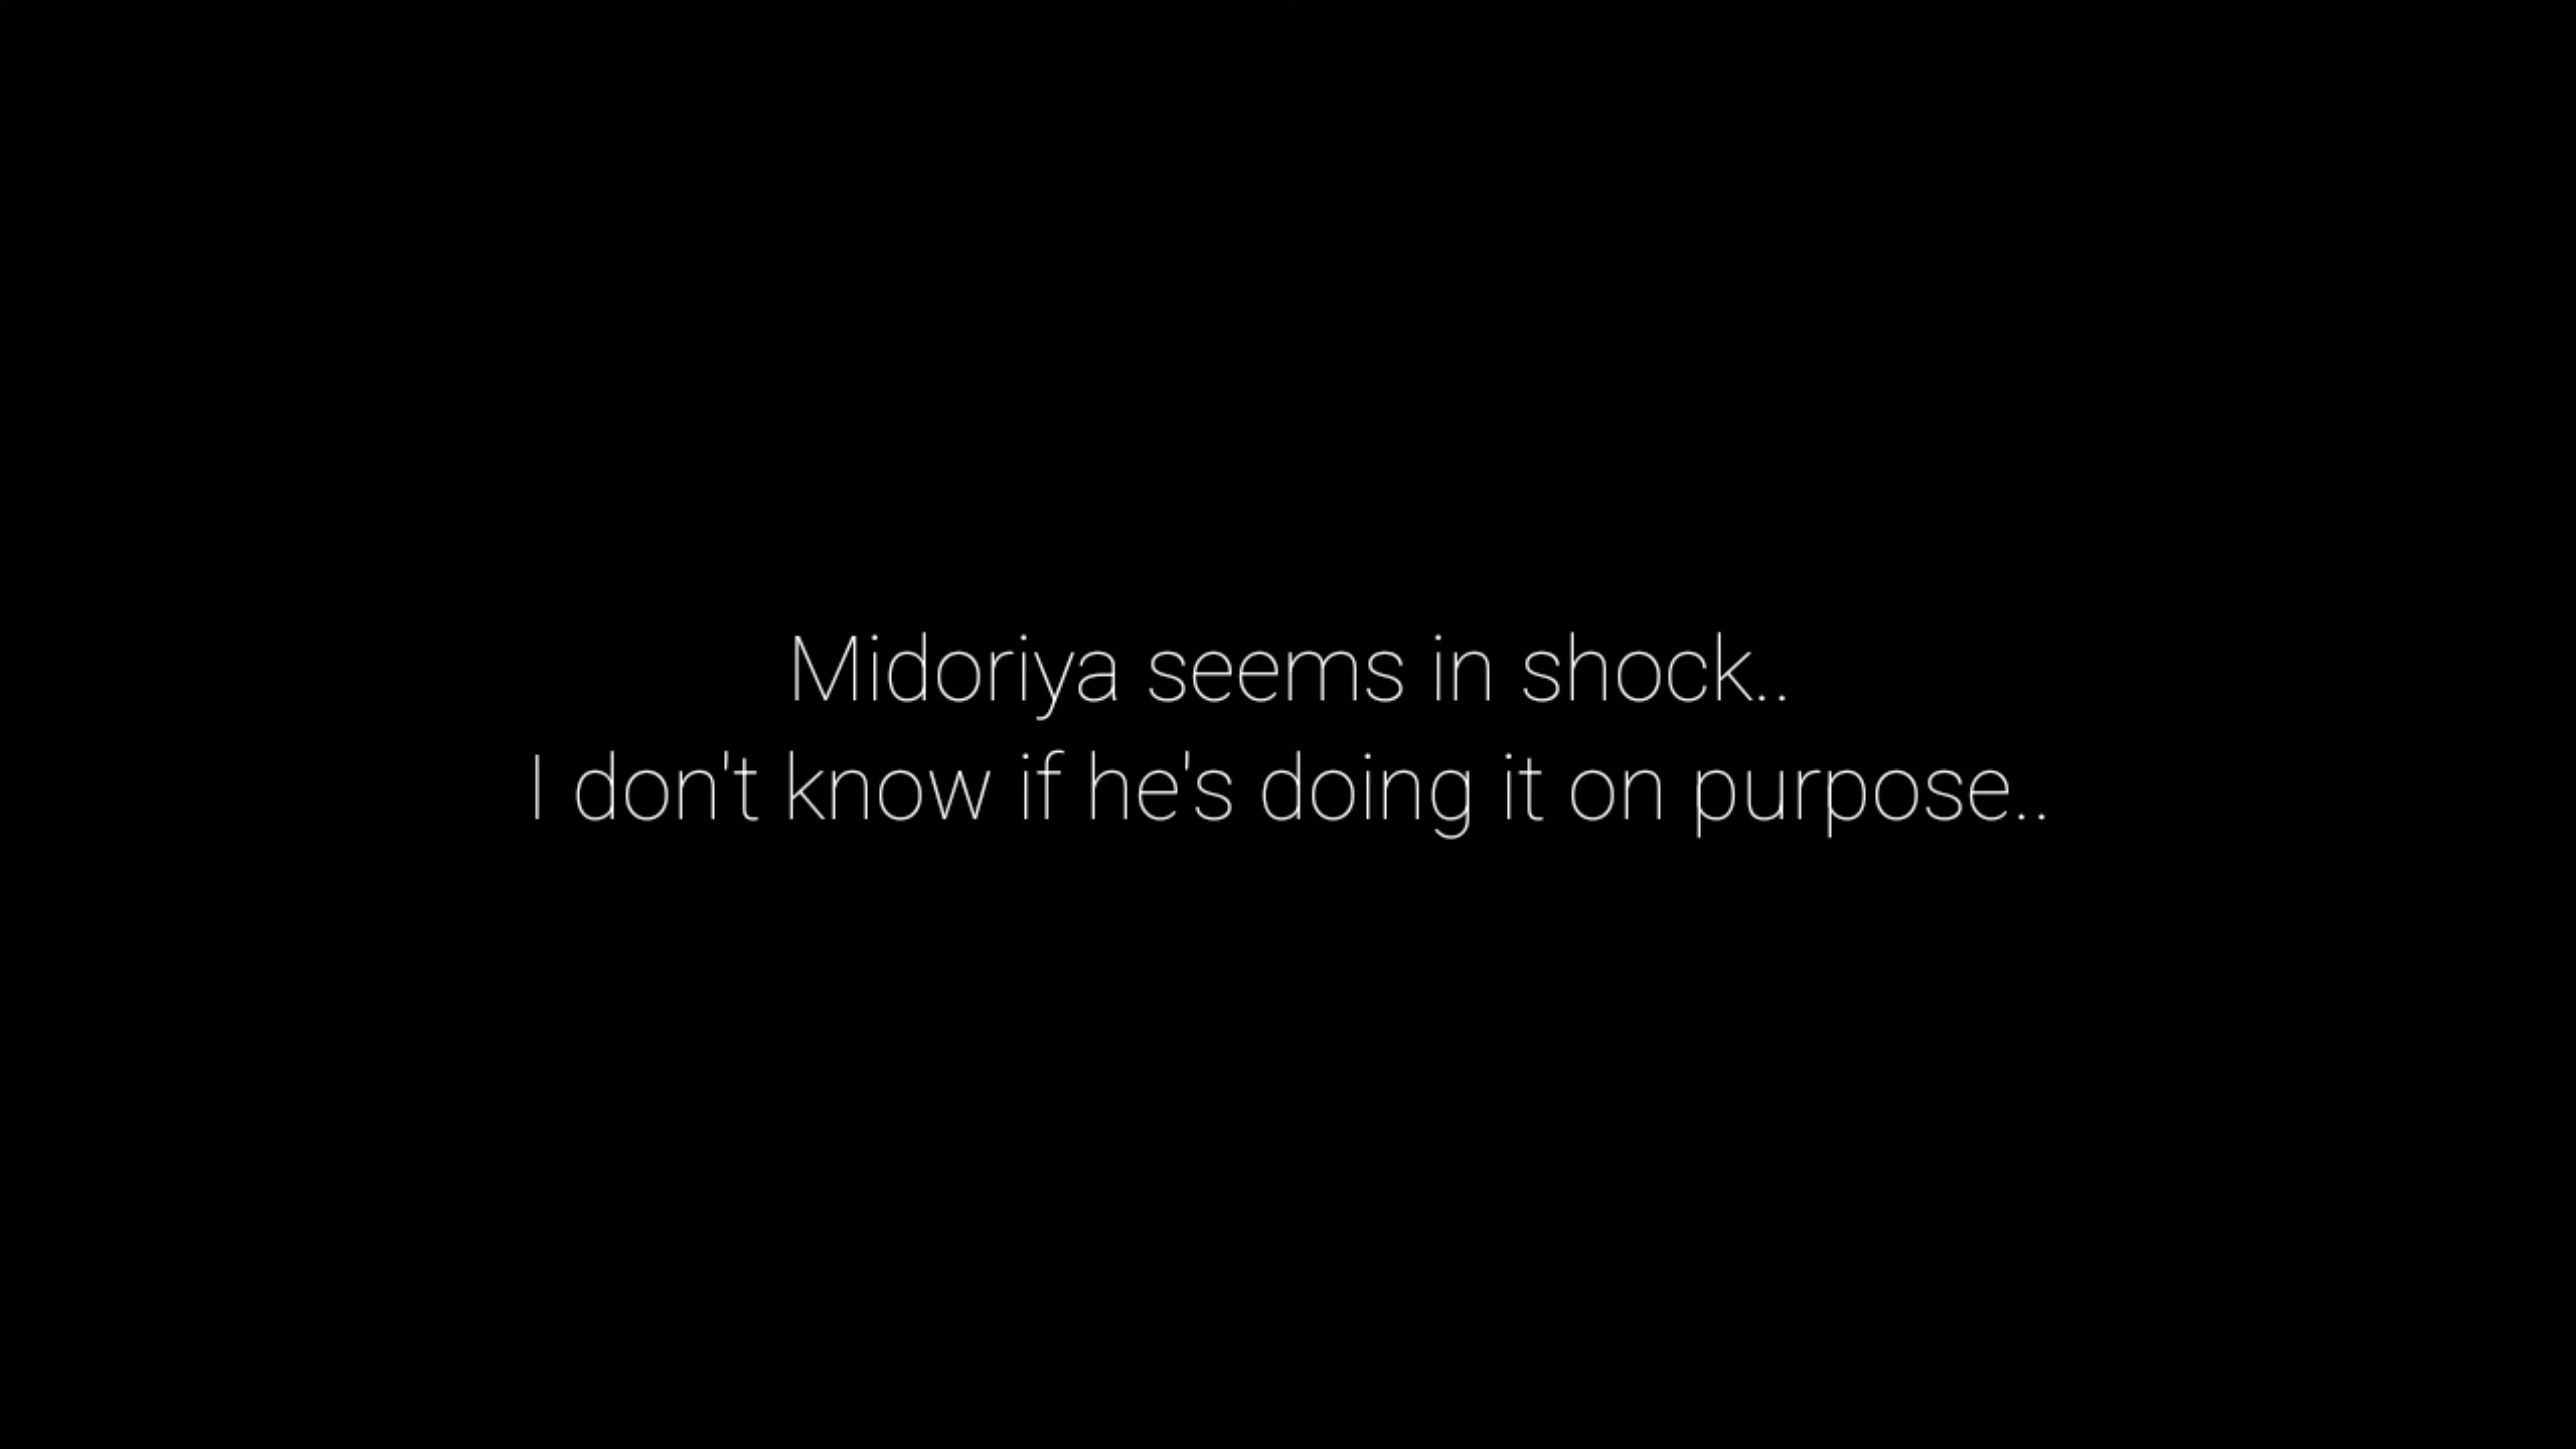 Midoriya seems in shock..
I don't know if he's doing it on purpose..